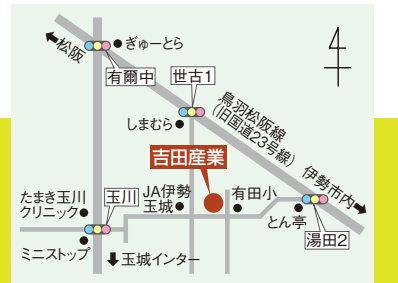 松阪
ぎゅーとら
有爾中
世古1
鳥羽松阪線
(旧国道23号線)
しまむら
吉田産業
伊勢市内
たまき玉川
クリニック
玉川
JA伊勢
玉城
有田小
とん亭
湯田2
ミニストップ
玉城インター